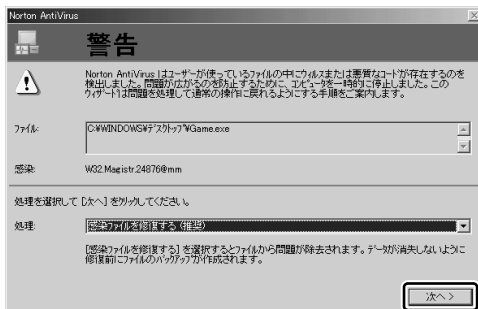 Norton AntiVirus
警告
Norton AntiVirus はユーザーが使っているファイルの中にウィルスまたは悪質なコードが存在するのを
検出しました。問題が広がるのを防止するために、コンピュータを一時的に停止しました。この
ウィザードは問題を処理して通常の操作に戻れるようにする手順をご案内します。
ファイル:
C:¥WINDOWS¥デスクトップ¥Game.exe
感染:
W32.Magistr.24876@mm
処理を選択して [次へ] をクリックしてください。
処理:
感染ファイルを修復する (推奨)
[感染ファイルを修復する] を選択するとファイルから問題が除去されます。データが消失しないように
修復前にファイルのバックアップが作成されます。
次へ >